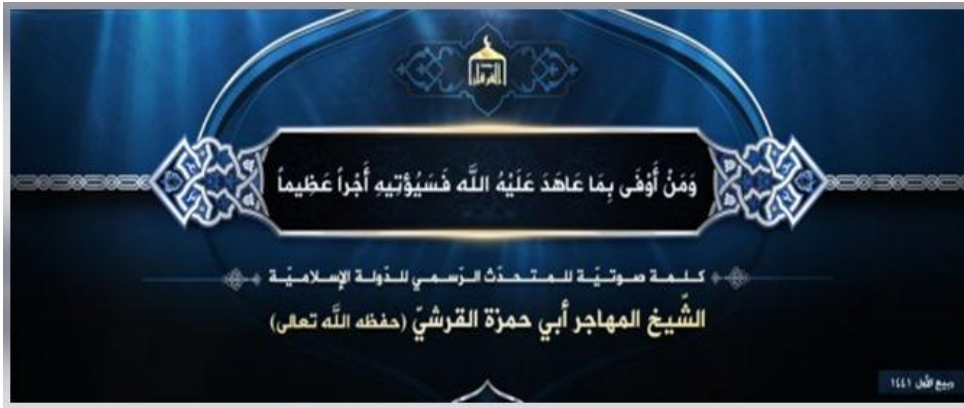 الفرقان
وَمَنْ أَوْفَى بِمَا عَاهَدَ عَلَيْهُ اللَّه فَسَيُؤْتِيهِ أَجْراً عَظِيماً
كلمة صوتيّة للمتحدّث الرّسمي للدّولة الإسلاميّة
الشّيخ المهاجر أبي حمزة القرشيّ (حفظه اللّه تعالى)
ربيع الأول ١٤٤١